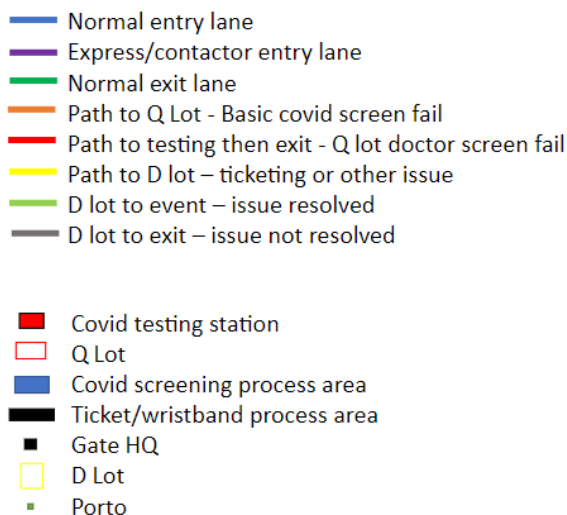 Normal entry lane
Express/contactor entry lane
Normal exit lane
Path to Q Lot - Basic covid screen fail
Path to testing then exit - Q lot doctor screen fail
Path to D lot – ticketing or other issue
D lot to event – issue resolved
D lot to exit – issue not resolved
Covid testing station
Q Lot
Covid screening process area
Ticket/wristband process area
Gate HQ
D Lot
Porto